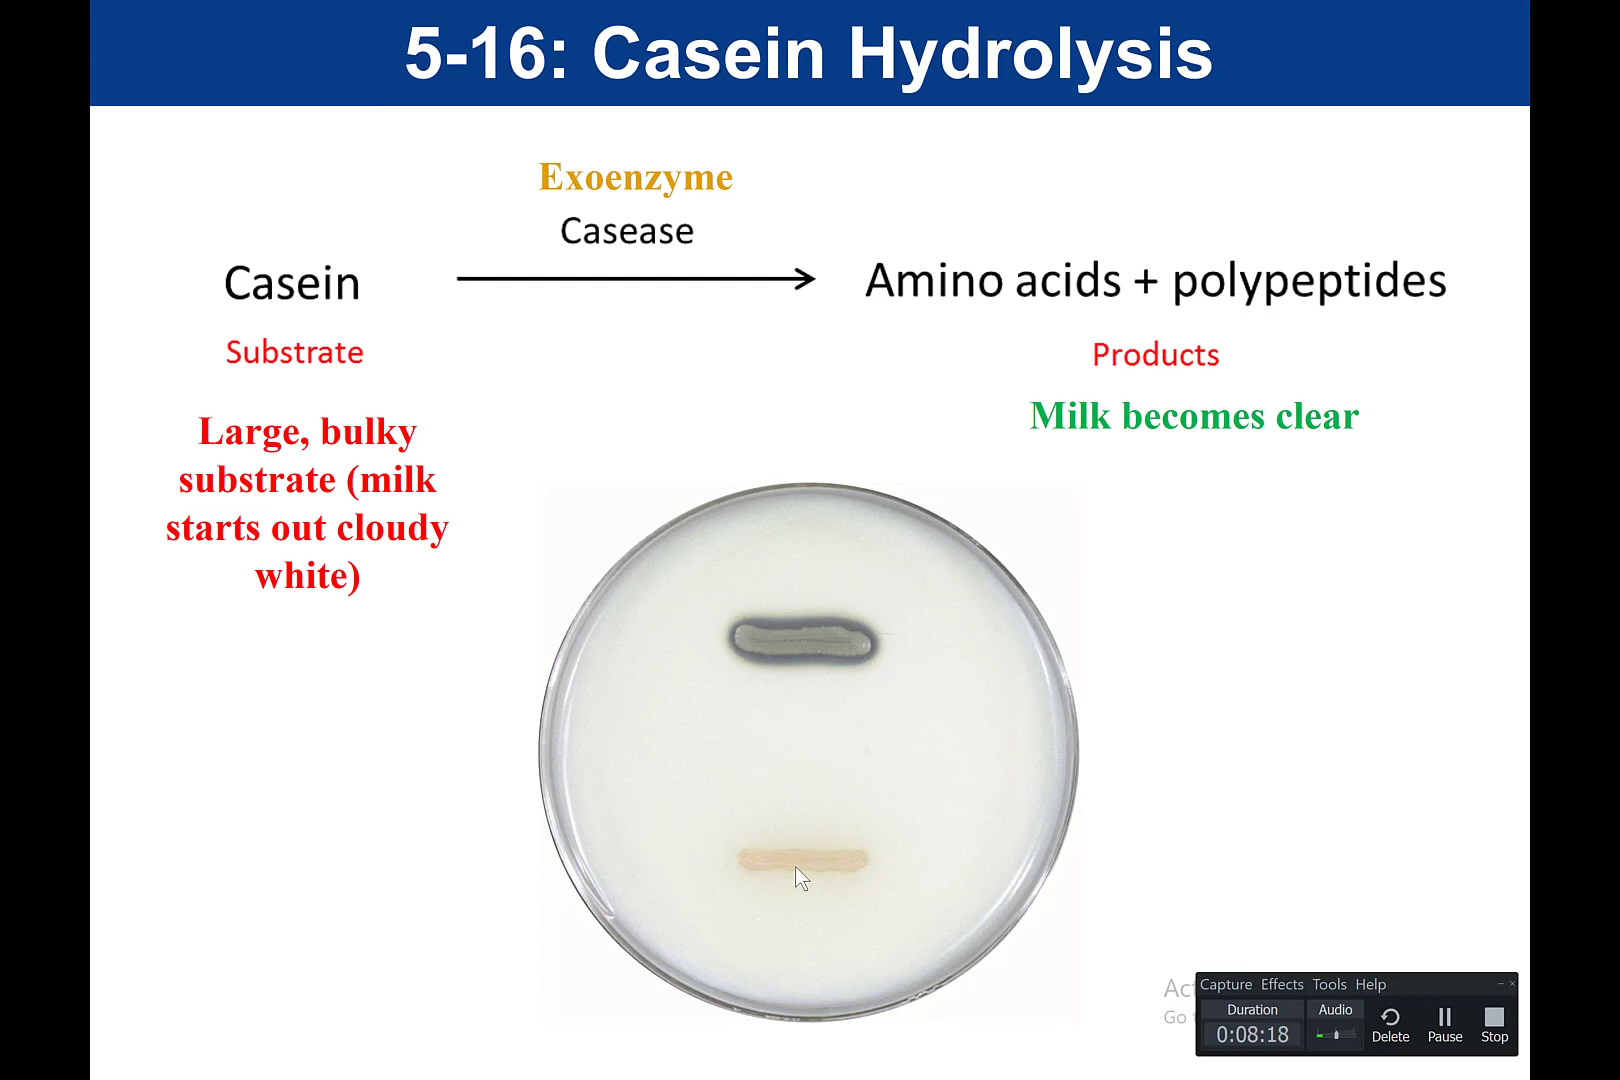 5-16: Casein Hydrolysis
Exoenzyme
Casease
Casein
Amino acids + polypeptides
Substrate
Products
Large, bulky
substrate (milk
starts out cloudy
white)
Milk becomes clear
Capture Effects Tools Help
Duration
Audio
0:08:18
Delete
Pause
Stop
Go